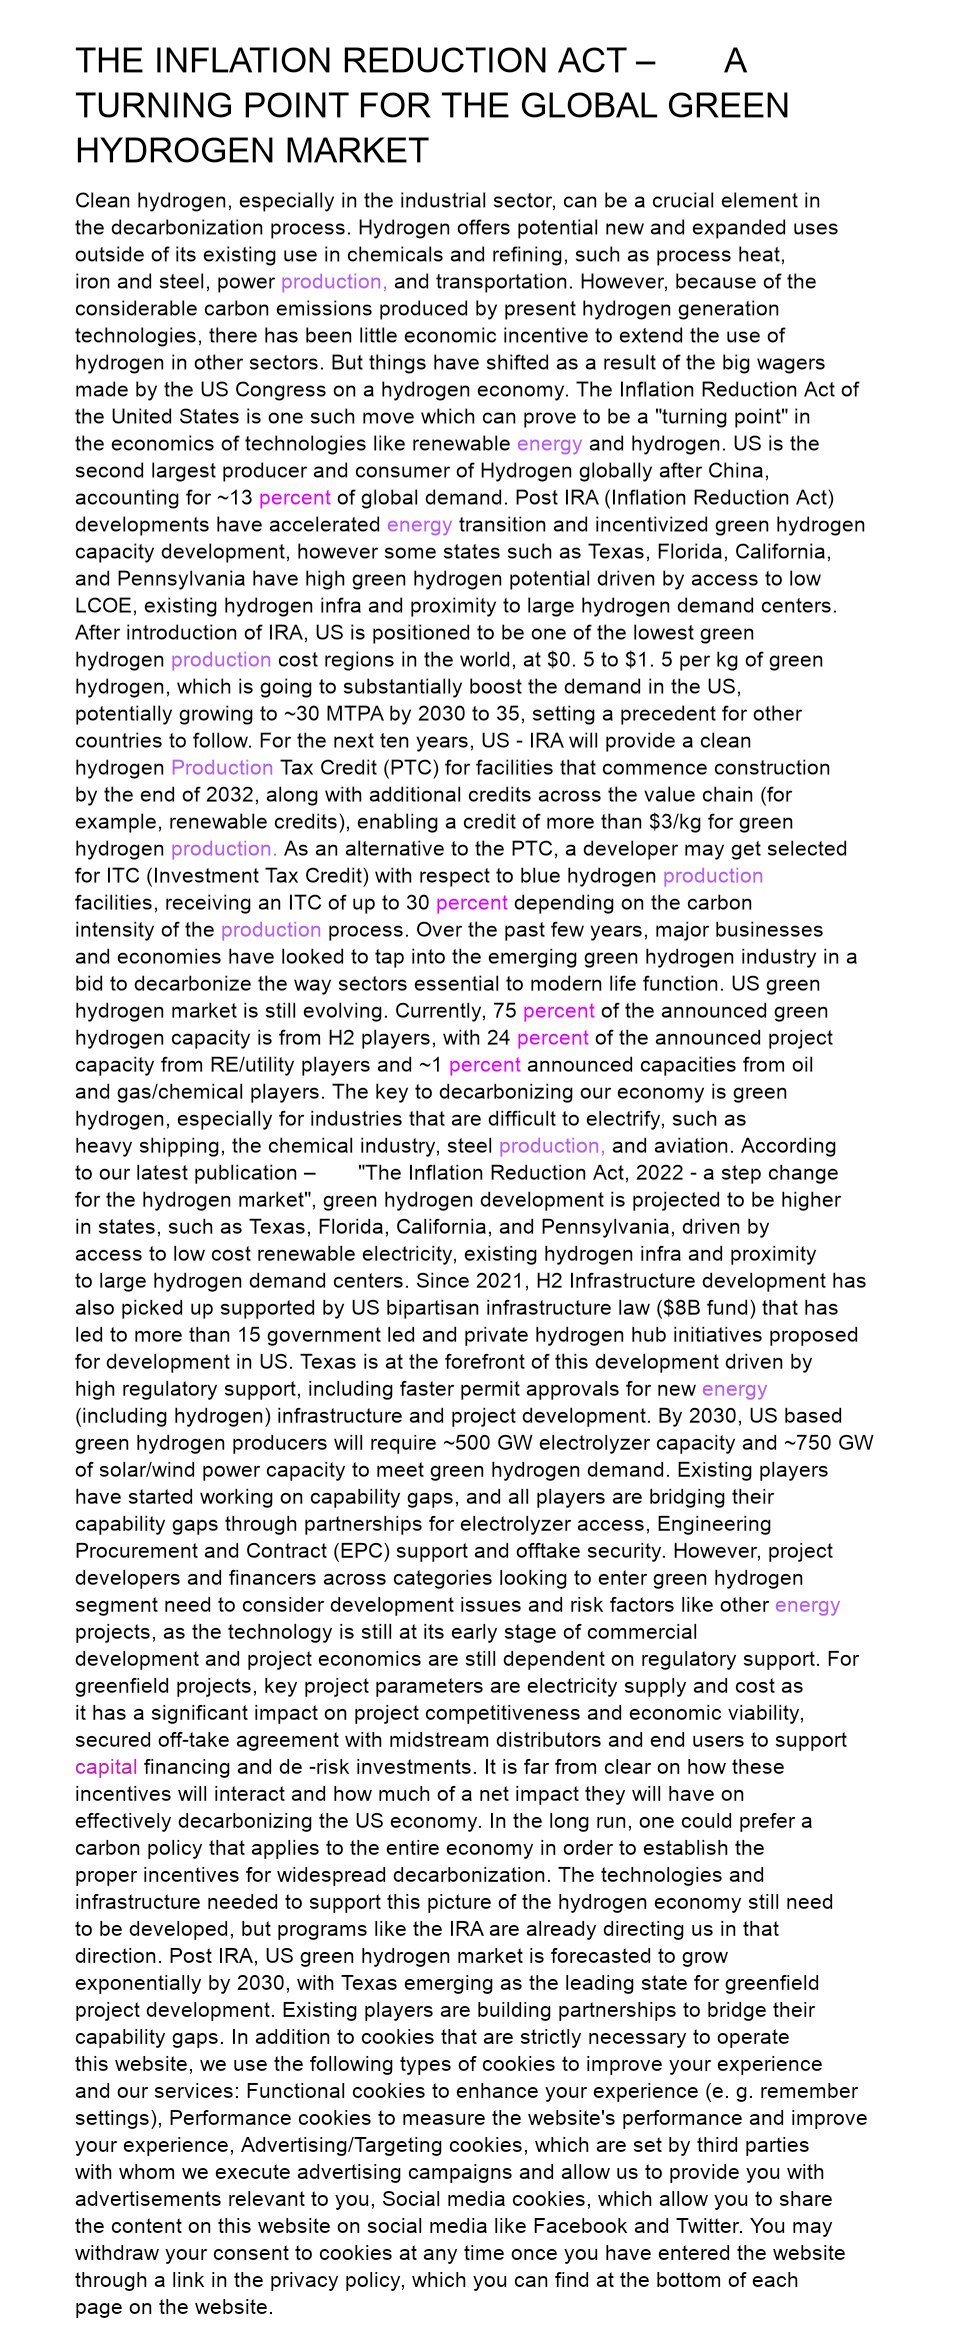 THE INFLATION REDUCTION ACT – A
TURNING POINT FOR THE GLOBAL GREEN
HYDROGEN MARKET
Clean hydrogen, especially in the industrial sector, can be a crucial element in
the decarbonization process. Hydrogen offers potential new and expanded uses
outside of its existing use in chemicals and refining, such as process heat,
iron and steel, power production, and transportation. However, because of the
considerable carbon emissions produced by present hydrogen generation
technologies, there has been little economic incentive to extend the use of
hydrogen in other sectors. But things have shifted as a result of the big wagers
made by the US Congress on a hydrogen economy. The Inflation Reduction Act of
the United States is one such move which can prove to be a "turning point" in
the economics of technologies like renewable energy and hydrogen. US is the
second largest producer and consumer of Hydrogen globally after China,
accounting for ~13 percent of global demand. Post IRA (Inflation Reduction Act)
developments have accelerated energy transition and incentivized green hydrogen
capacity development, however some states such as Texas, Florida, California,
and Pennsylvania have high green hydrogen potential driven by access to low
LCOE, existing hydrogen infra and proximity to large hydrogen demand centers.
After introduction of IRA, US is positioned to be one of the lowest green
hydrogen production cost regions in the world, at $0. 5 to $1. 5 per kg of green
hydrogen, which is going to substantially boost the demand in the US,
potentially growing to ~30 MTPA by 2030 to 35, setting a precedent for other
countries to follow. For the next ten years, US - IRA will provide a clean
hydrogen Production Tax Credit (PTC) for facilities that commence construction
by the end of 2032, along with additional credits across the value chain (for
example, renewable credits), enabling a credit of more than $3/kg for green
hydrogen production. As an alternative to the PTC, a developer may get selected
for ITC (Investment Tax Credit) with respect to blue hydrogen production
facilities, receiving an ITC of up to 30 percent depending on the carbon
intensity of the production process. Over the past few years, major businesses
and economies have looked to tap into the emerging green hydrogen industry in a
bid to decarbonize the way sectors essential to modern life function. US green
hydrogen market is still evolving. Currently, 75 percent of the announced green
hydrogen capacity is from H2 players, with 24 percent of the announced project
capacity from RE/utility players and ~1 percent announced capacities from oil
and gas/chemical players. The key to decarbonizing our economy is green
hydrogen, especially for industries that are difficult to electrify, such as
heavy shipping, the chemical industry, steel production, and aviation. According
to our latest publication – "The Inflation Reduction Act, 2022 - a step change
for the hydrogen market", green hydrogen development is projected to be higher
in states, such as Texas, Florida, California, and Pennsylvania, driven by
access to low cost renewable electricity, existing hydrogen infra and proximity
to large hydrogen demand centers. Since 2021, H2 Infrastructure development has
also picked up supported by US bipartisan infrastructure law ($8B fund) that has
led to more than 15 government led and private hydrogen hub initiatives proposed
for development in US. Texas is at the forefront of this development driven by
high regulatory support, including faster permit approvals for new energy
(including hydrogen) infrastructure and project development. By 2030, US based
green hydrogen producers will require ~500 GW electrolyzer capacity and ~750 GW
of solar/wind power capacity to meet green hydrogen demand. Existing players
have started working on capability gaps, and all players are bridging their
capability gaps through partnerships for electrolyzer access, Engineering
Procurement and Contract (EPC) support and offtake security. However, project
developers and financers across categories looking to enter green hydrogen
segment need to consider development issues and risk factors like other energy
projects, as the technology is still at its early stage of commercial
development and project economics are still dependent on regulatory support. For
greenfield projects, key project parameters are electricity supply and cost as
it has a significant impact on project competitiveness and economic viability,
secured off-take agreement with midstream distributors and end users to support
capital financing and de -risk investments. It is far from clear on how these
incentives will interact and how much of a net impact they will have on
effectively decarbonizing the US economy. In the long run, one could prefer a
carbon policy that applies to the entire economy in order to establish the
proper incentives for widespread decarbonization. The technologies and
infrastructure needed to support this picture of the hydrogen economy still need
to be developed, but programs like the IRA are already directing us in that
direction. Post IRA, US green hydrogen market is forecasted to grow
exponentially by 2030, with Texas emerging as the leading state for greenfield
project development. Existing players are building partnerships to bridge their
capability gaps. In addition to cookies that are strictly necessary to operate
this website, we use the following types of cookies to improve your experience
and our services: Functional cookies to enhance your experience (e. g. remember
settings), Performance cookies to measure the website's performance and improve
your experience, Advertising/Targeting cookies, which are set by third parties
with whom we execute advertising campaigns and allow us to provide you with
advertisements relevant to you, Social media cookies, which allow you to share
the content on this website on social media like Facebook and Twitter. You may
withdraw your consent to cookies at any time once you have entered the website
through a link in the privacy policy, which you can find at the bottom of each
page on the website.